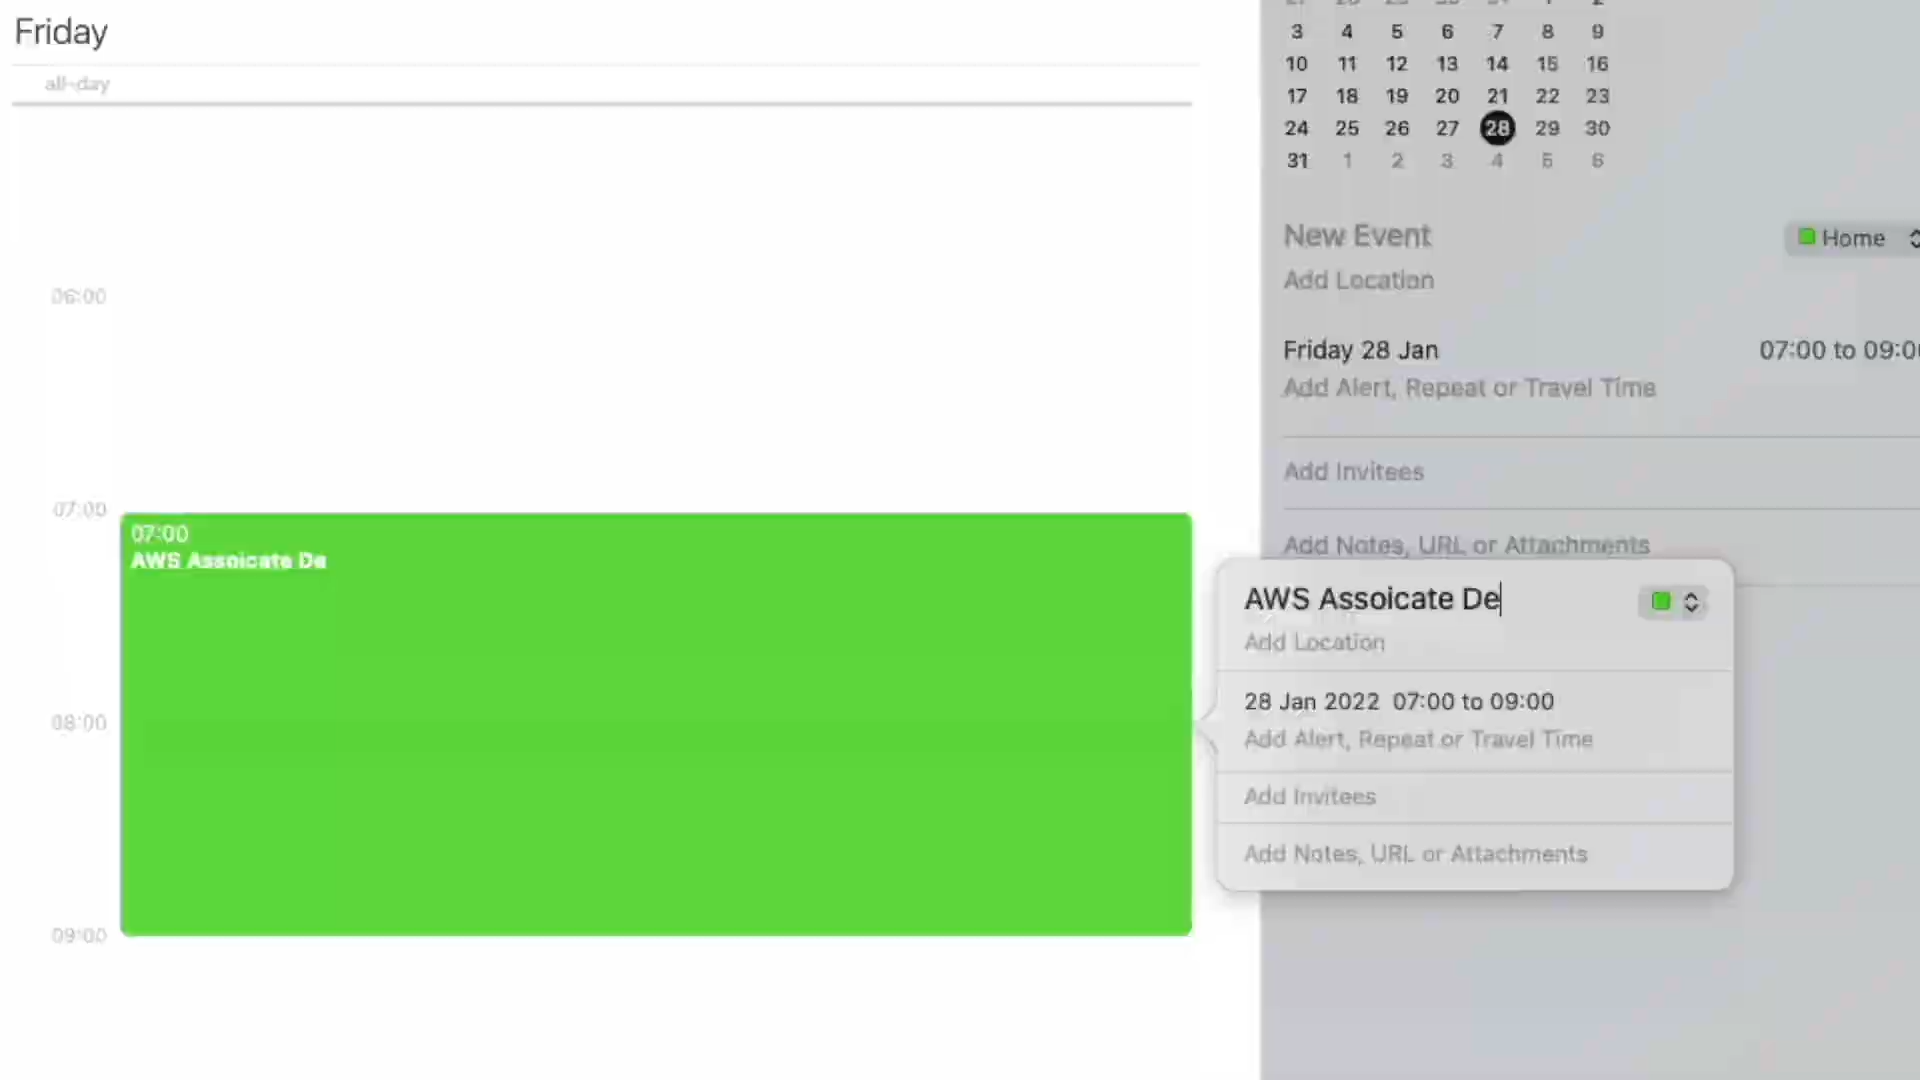 Friday
all-day
06:00
07:00
07:00
AWS Assoicate De
08:00
09:00
3 4 5 6 7 8 9
10 11 12 13 14 15 16
17 18 19 20 21 22 23
24 25 26 27 28 29 30
31 1 2 3 4 5 6
New Event
Home
Add Location
Friday 28 Jan
07:00 to 09:0
Add Alert, Repeat or Travel Time
Add Invitees
Add Notes, URL or Attachments
AWS Assoicate De
Add Location
28 Jan 2022 07:00 to 09:00
Add Alert, Repeat or Travel Time
Add Invitees
Add Notes, URL or Attachments